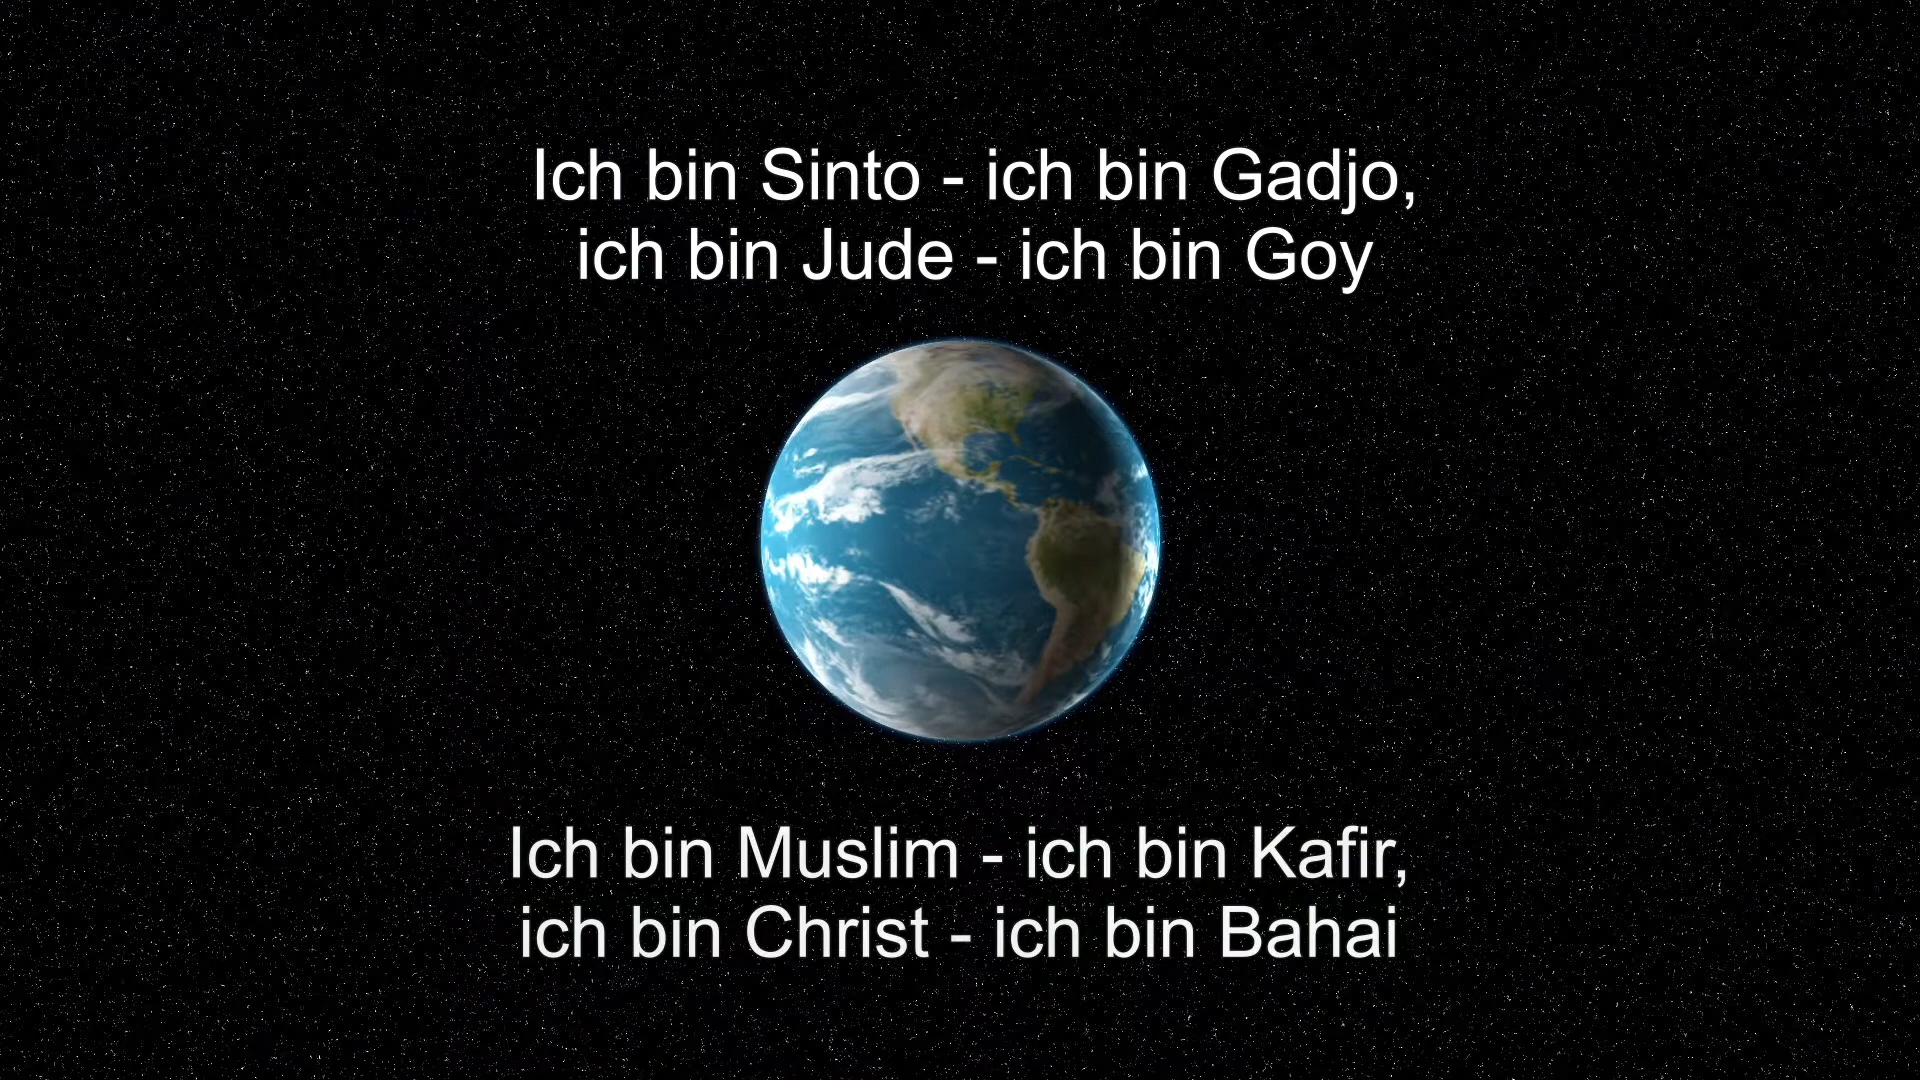 Ich bin Sinto - ich bin Gadjo,
ich bin Jude - ich bin Goy
Ich bin Muslim - ich bin Kafir,
ich bin Christ - ich bin Bahai